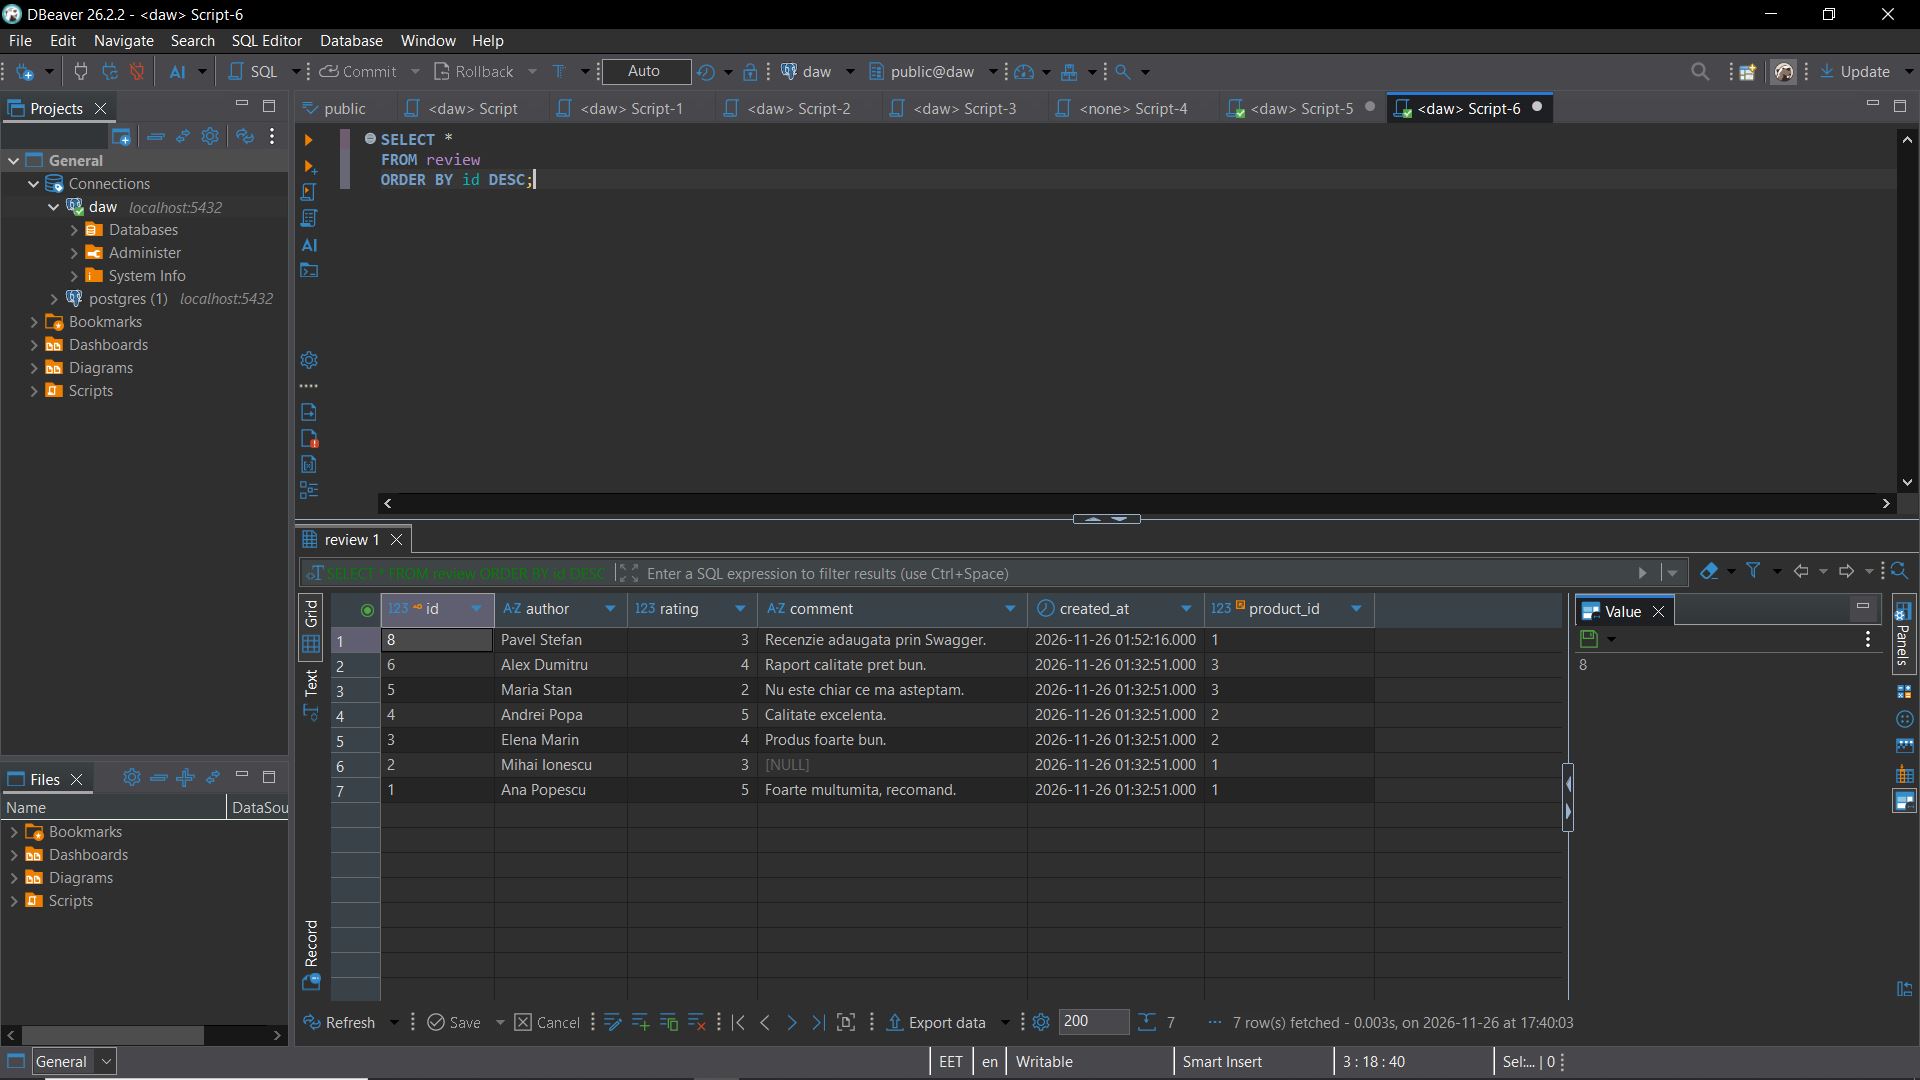 DBeaver 26.2.2 - <daw> Script-6
File Edit Navigate Search SQL Editor Database Window Help
AI SQL Commit Rollback T Auto daw public@daw Update
Projects
public <daw> Script <daw> Script-1 <daw> Script-2 <daw> Script-3 <none> Script-4 <daw> Script-5 <daw> Script-6
General
Connections
daw localhost:5432
Databases
Administer
System Info
postgres (1) localhost:5432
Bookmarks
Dashboards
Diagrams
Scripts
AI
SELECT *
FROM review
ORDER BY id DESC;
review 1
SELECT * FROM review ORDER BY id DESC Enter a SQL expression to filter results (use Ctrl+Space)
Grid
Text
Record
123 id A-Z author 123 rating A-Z comment created_at 123 product_id
1 8 Pavel Stefan 3 Recenzie adaugata prin Swagger. 2026-11-26 01:52:16.000 1
2 6 Alex Dumitru 4 Raport calitate pret bun. 2026-11-26 01:32:51.000 3
3 5 Maria Stan 2 Nu este chiar ce ma asteptam. 2026-11-26 01:32:51.000 3
4 4 Andrei Popa 5 Calitate excelenta. 2026-11-26 01:32:51.000 2
5 3 Elena Marin 4 Produs foarte bun. 2026-11-26 01:32:51.000 2
6 2 Mihai Ionescu 3 [NULL] 2026-11-26 01:32:51.000 1
7 1 Ana Popescu 5 Foarte multumita, recomand. 2026-11-26 01:32:51.000 1
Value
8
Panels
Files
Name DataSou
Bookmarks
Dashboards
Diagrams
Scripts
Refresh Save Cancel Export data 200 7 ... 7 row(s) fetched - 0.003s, on 2026-11-26 at 17:40:03
General
EET en Writable Smart Insert 3 : 18 : 40 Sel:... | 0